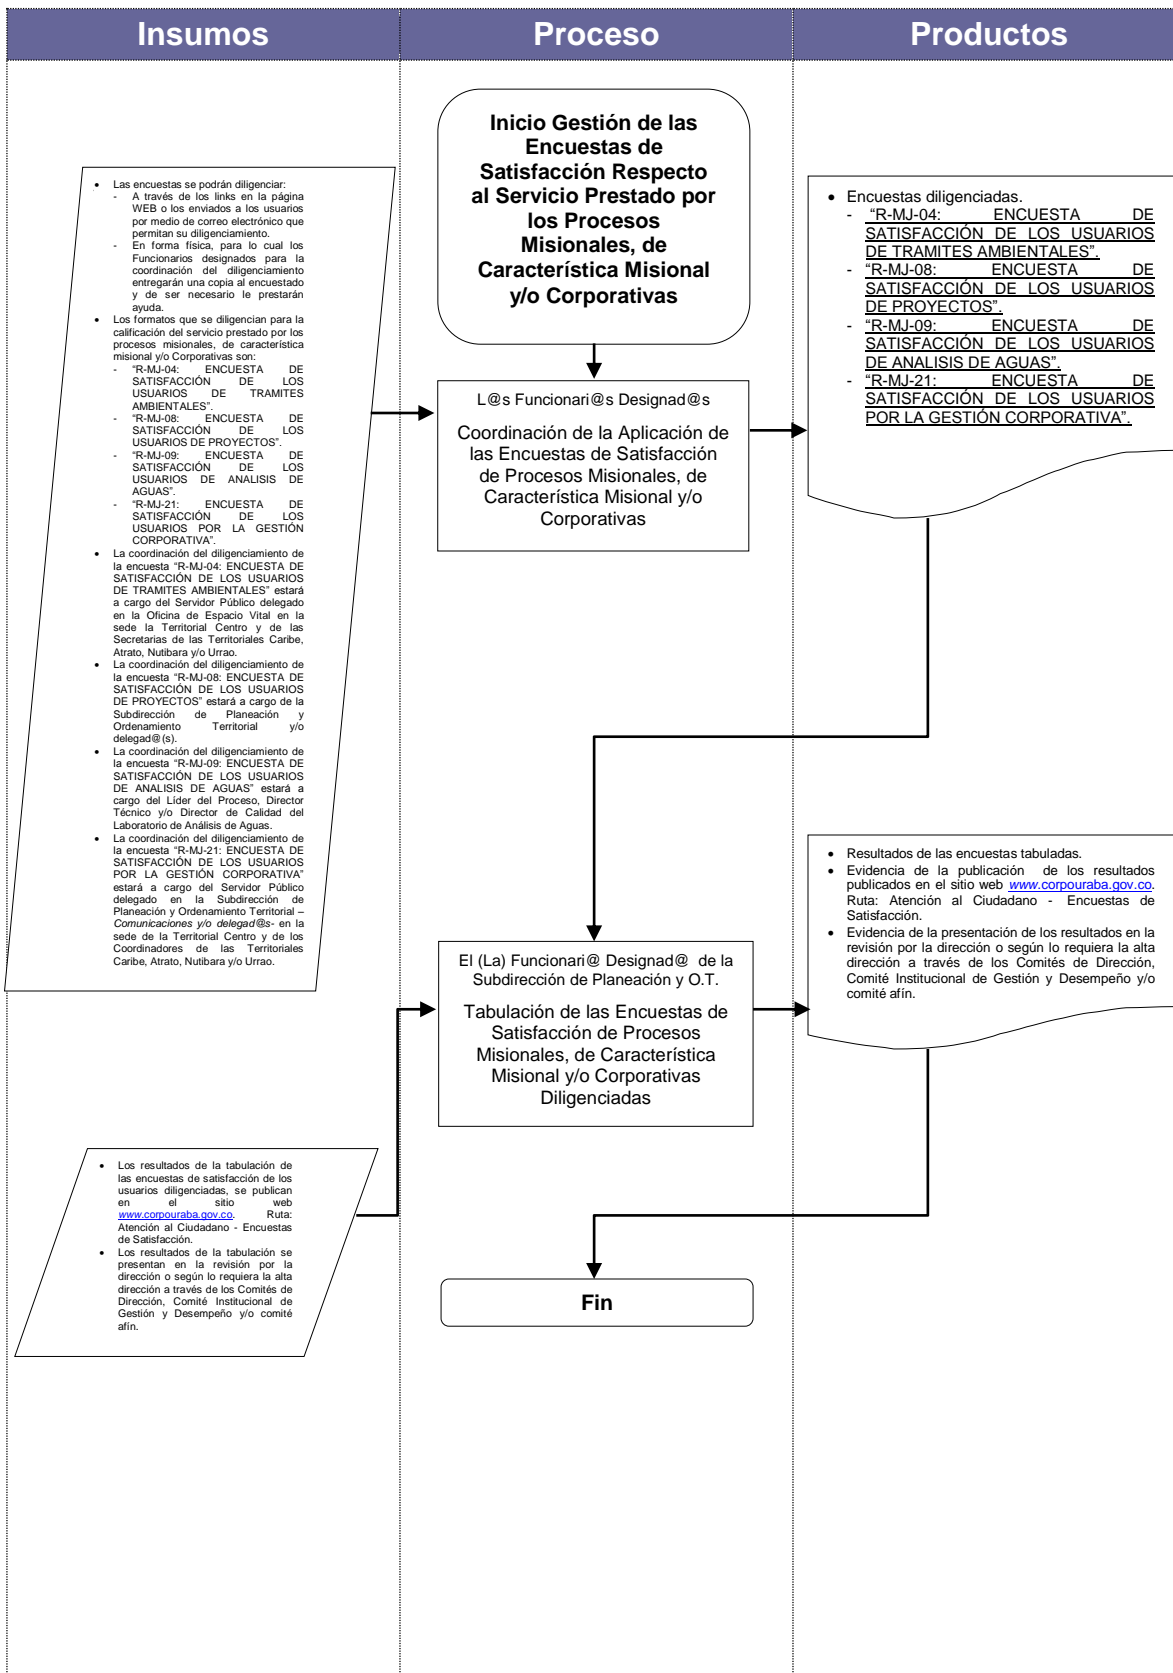 Insumos
Proceso
Productos
Inicio Gestión de las
Encuestas de
Satisfacción Respecto
al Servicio Prestado por
los Procesos
Misionales, de
Característica Misional
y/o Corporativas
• Las encuestas se podrán diligenciar:
- A través de los links en la página
WEB o los enviados a los usuarios
por medio de correo electrónico que
permitan su diligenciamiento.
- En forma física, para lo cual los
Funcionarios designados para la
coordinación del diligenciamiento
entregarán una copia al encuestado
y de ser necesario le prestarán
ayuda.
• Los formatos que se diligencian para la
calificación del servicio prestado por los
procesos misionales, de característica
misional y/o Corporativas son:
- "R-MJ-04: ENCUESTA DE
SATISFACCIÓN DE LOS
USUARIOS DE TRAMITES
AMBIENTALES".
- "R-MJ-08: ENCUESTA DE
SATISFACCIÓN DE LOS
USUARIOS DE PROYECTOS".
- "R-MJ-09: ENCUESTA DE
SATISFACCIÓN DE LOS
USUARIOS DE ANALISIS DE
AGUAS".
- "R-MJ-21: ENCUESTA DE
SATISFACCIÓN DE LOS
USUARIOS POR LA GESTIÓN
CORPORATIVA".
• La coordinación del diligenciamiento de
la encuesta "R-MJ-04: ENCUESTA DE
SATISFACCIÓN DE LOS USUARIOS
DE TRAMITES AMBIENTALES" estará
a cargo del Servidor Público delegado
en la Oficina de Espacio Vital en la
sede la Territorial Centro y de las
Secretarias de las Territoriales Caribe,
Atrato, Nutibara y/o Urrao.
• La coordinación del diligenciamiento de
la encuesta "R-MJ-08: ENCUESTA DE
SATISFACCIÓN DE LOS USUARIOS
DE PROYECTOS" estará a cargo de la
Subdirección de Planeación y
Ordenamiento Territorial y/o
delegad@(s).
• La coordinación del diligenciamiento de
la encuesta "R-MJ-09: ENCUESTA DE
SATISFACCIÓN DE LOS USUARIOS
DE ANALISIS DE AGUAS" estará a
cargo del Líder del Proceso, Director
Técnico y/o Director de Calidad del
Laboratorio de Análisis de Aguas.
• La coordinación del diligenciamiento de
la encuesta "R-MJ-21: ENCUESTA DE
SATISFACCIÓN DE LOS USUARIOS
POR LA GESTIÓN CORPORATIVA"
estará a cargo del Servidor Público
delegado en la Subdirección de
Planeación y Ordenamiento Territorial –
Comunicaciones y/o delegad@s- en la
sede de la Territorial Centro y de los
Coordinadores de las Territoriales
Caribe, Atrato, Nutibara y/o Urrao.
L@s Funcionari@s Designad@s
Coordinación de la Aplicación de
las Encuestas de Satisfacción
de Procesos Misionales, de
Característica Misional y/o
Corporativas
• Encuestas diligenciadas.
- "R-MJ-04: ENCUESTA DE
SATISFACCIÓN DE LOS USUARIOS
DE TRAMITES AMBIENTALES".
- "R-MJ-08: ENCUESTA DE
SATISFACCIÓN DE LOS USUARIOS
DE PROYECTOS".
- "R-MJ-09: ENCUESTA DE
SATISFACCIÓN DE LOS USUARIOS
DE ANALISIS DE AGUAS".
- "R-MJ-21: ENCUESTA DE
SATISFACCIÓN DE LOS USUARIOS
POR LA GESTIÓN CORPORATIVA".
• Los resultados de la tabulación de
las encuestas de satisfacción de los
usuarios diligenciadas, se publican
en el sitio web
www.corpouraba.gov.co. Ruta:
Atención al Ciudadano - Encuestas
de Satisfacción.
• Los resultados de la tabulación se
presentan en la revisión por la
dirección o según lo requiera la alta
dirección a través de los Comités de
Dirección, Comité Institucional de
Gestión y Desempeño y/o comité
afín.
El (La) Funcionari@ Designad@ de la
Subdirección de Planeación y O.T.
Tabulación de las Encuestas de
Satisfacción de Procesos
Misionales, de Característica
Misional y/o Corporativas
Diligenciadas
• Resultados de las encuestas tabuladas.
• Evidencia de la publicación de los resultados
publicados en el sitio web www.corpouraba.gov.co.
Ruta: Atención al Ciudadano - Encuestas de
Satisfacción.
• Evidencia de la presentación de los resultados en la
revisión por la dirección o según lo requiera la alta
dirección a través de los Comités de Dirección,
Comité Institucional de Gestión y Desempeño y/o
comité afín.
Fin